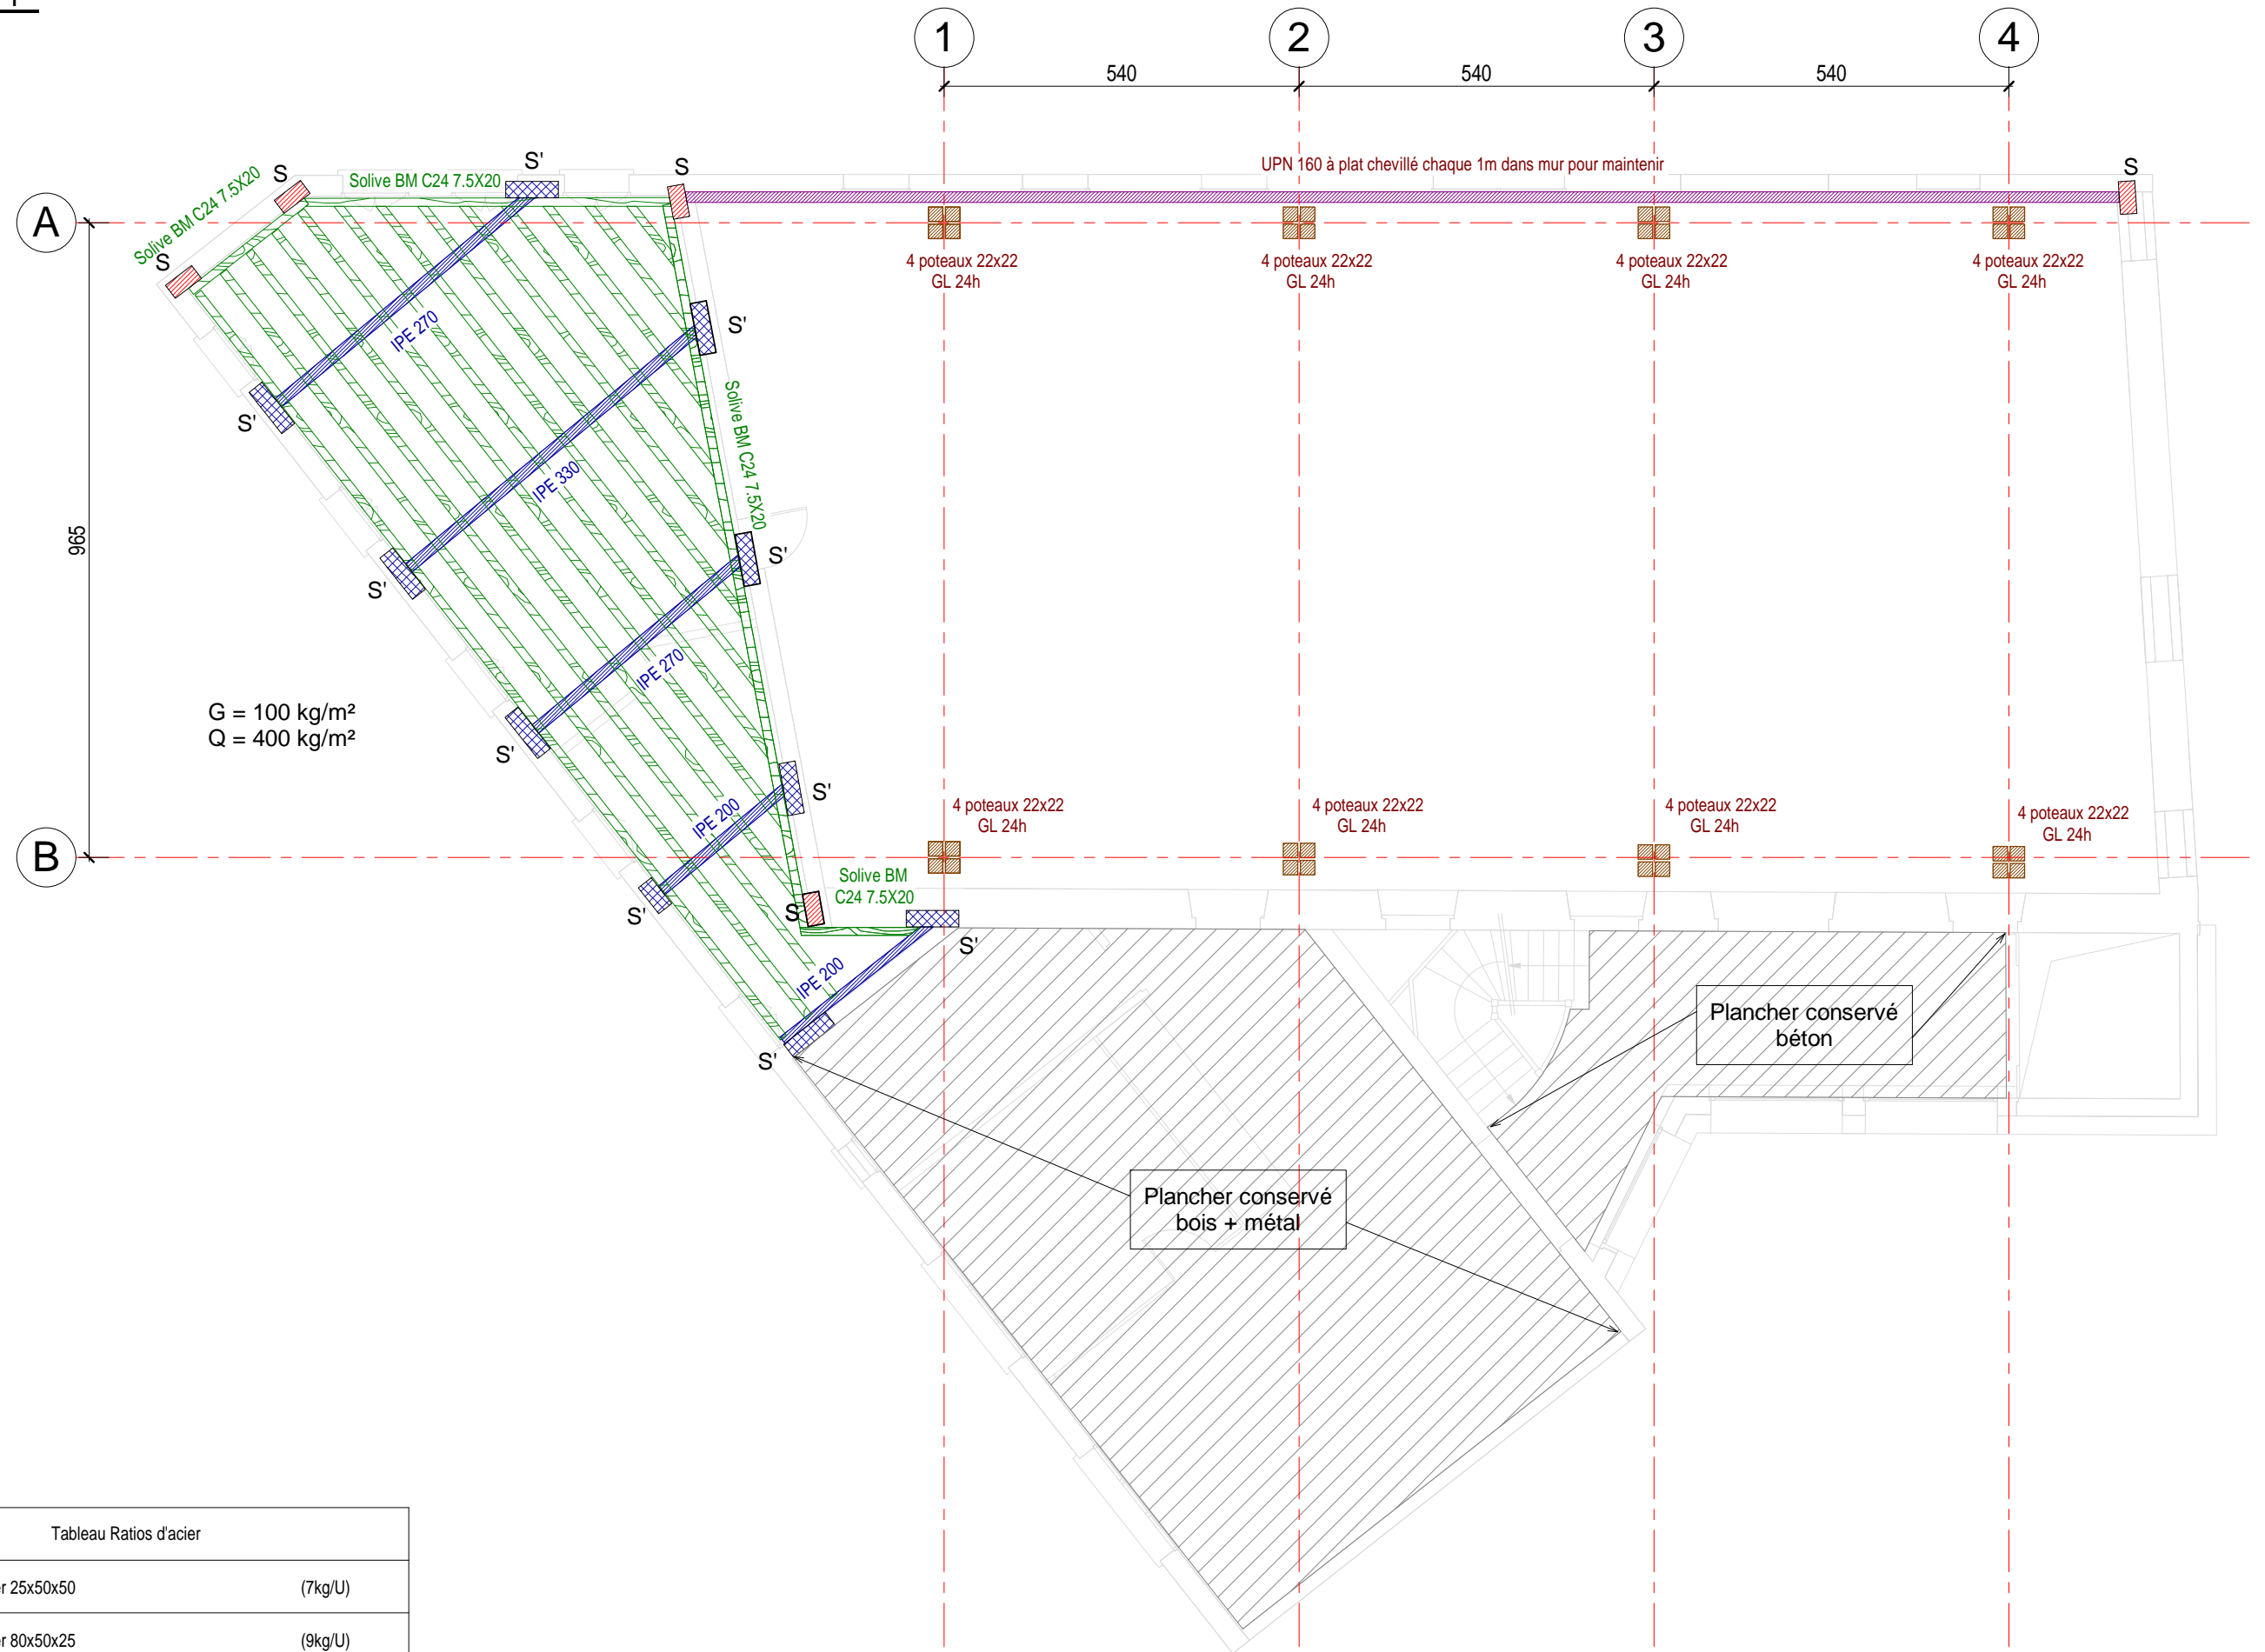 1
2
3
4
540
540
540
S
S'
S
S
Solive BM C24 7.5X20
Solive BM C24 7.5X20
UPN 160 à plat chevillé chaque 1m dans mur pour maintenir
A
S
4 poteaux 22x22
GL 24h
4 poteaux 22x22
GL 24h
4 poteaux 22x22
GL 24h
4 poteaux 22x22
GL 24h
IPE 270
S'
S'
IPE 330
Solive BM C24 7.5X20
965
S'
S'
IPE 270
S'
G = 100 kg/m²
Q = 400 kg/m²
S'
IPE 200
4 poteaux 22x22
GL 24h
4 poteaux 22x22
GL 24h
4 poteaux 22x22
GL 24h
4 poteaux 22x22
GL 24h
B
Solive BM
C24 7.5X20
S'
S
S'
IPE 200
S'
Plancher conservé
béton
Plancher conservé
bois + métal
Tableau Ratios d'acier
25x50x50 (7kg/U)
80x50x25 (9kg/U)